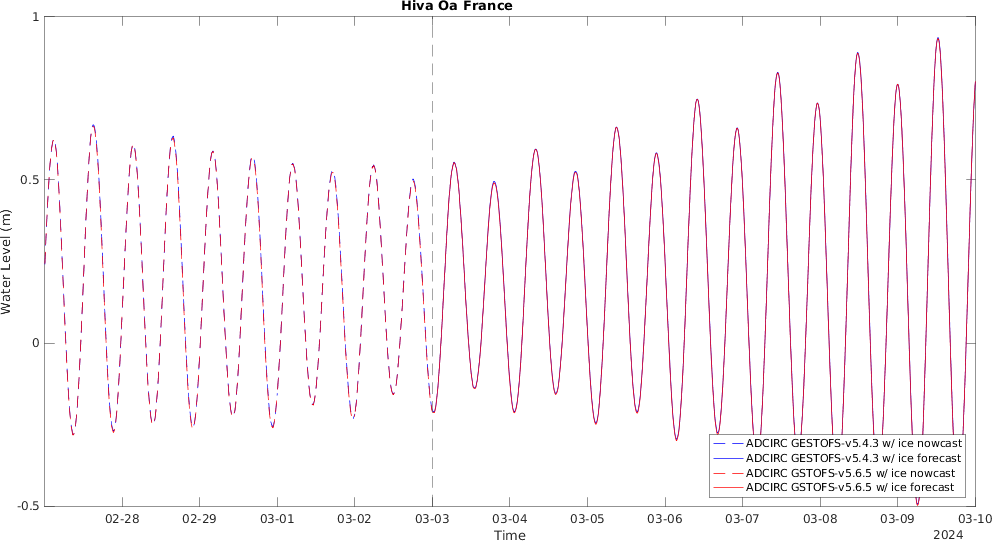 Hiva Oa France
1
0.5
0
-0.5
Water Level (m)
ADCIRC GESTOFS-v5.4.3 w/ ice nowcast
ADCIRC GESTOFS-v5.4.3 w/ ice forecast
ADCIRC GSTOFS-v5.6.5 w/ ice nowcast
ADCIRC GSTOFS-v5.6.5 w/ ice forecast
02-28 02-29 03-01 03-02 03-03 03-04 03-05 03-06 03-07 03-08 03-09 03-10
Time
2024